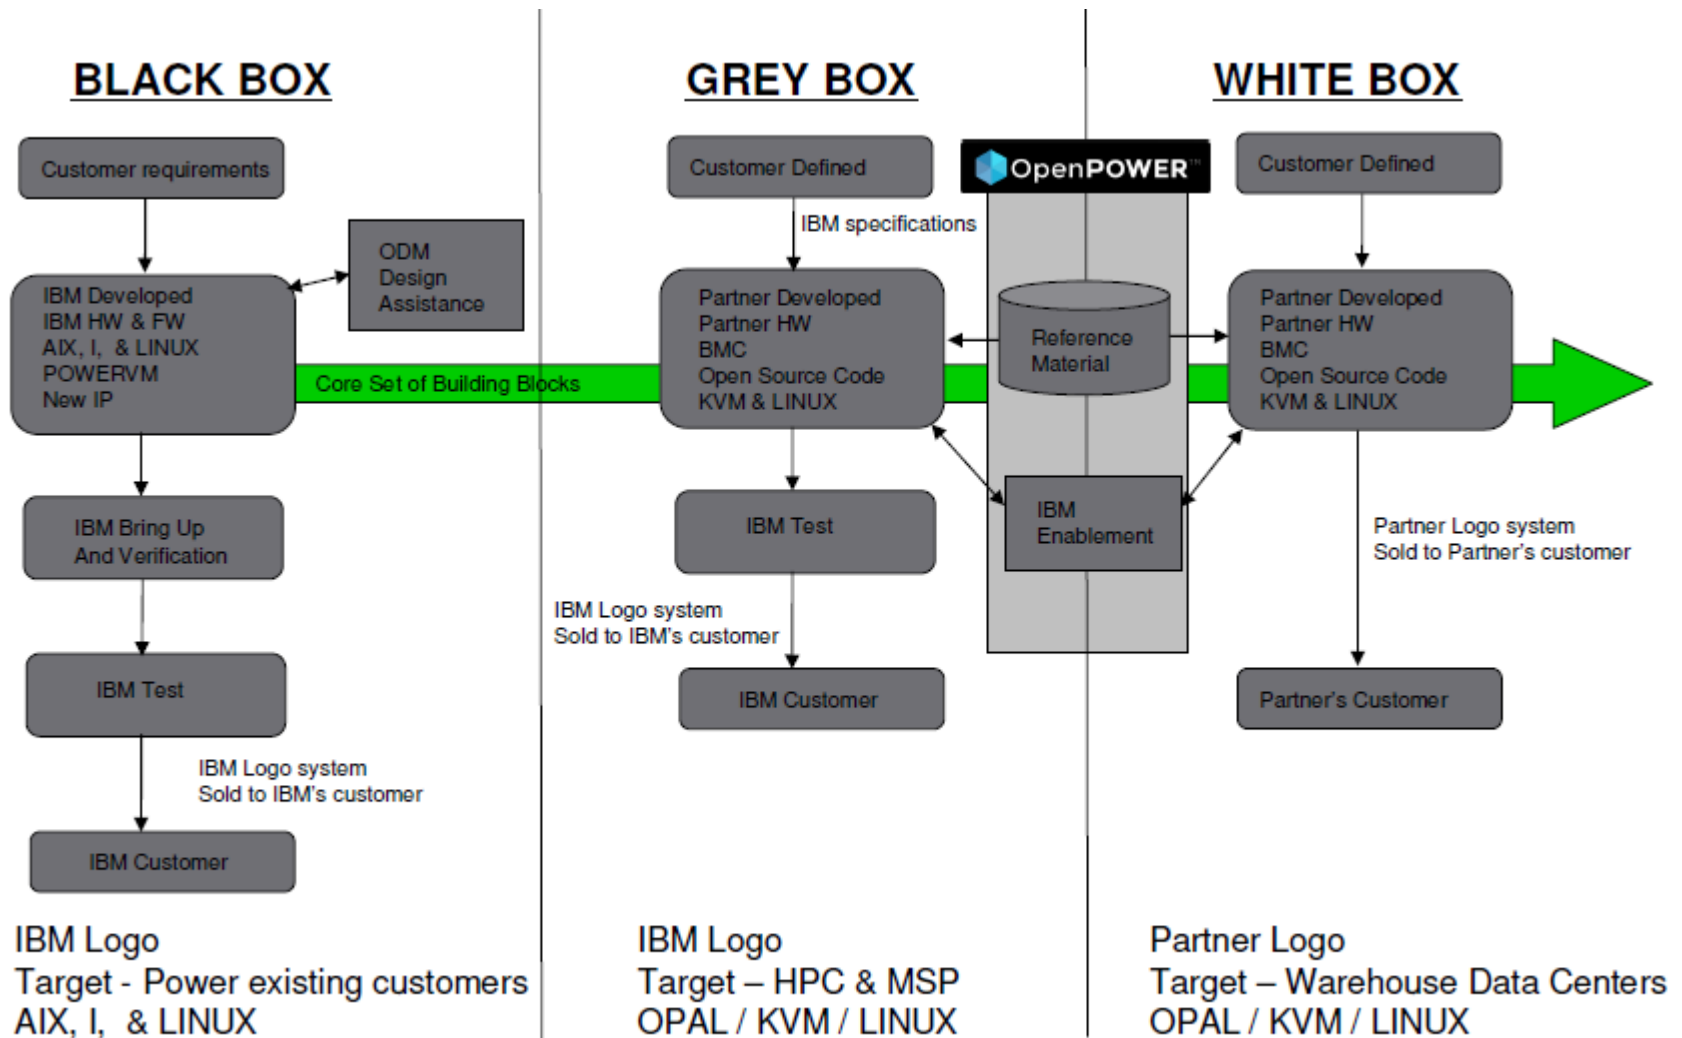 BLACK BOX
Customer requirements
ODM
Design
Assistance
IBM Developed
IBM HW & FW
AIX, I,  & LINUX
POWERVM
New IP
Core Set of Building Blocks
IBM Bring Up
And Verification
IBM Test
IBM Logo system
Sold to IBM's customer
IBM Customer
IBM Logo
Target - Power existing customers
AIX, I,  & LINUX
GREY BOX
Customer Defined
IBM specifications
Partner Developed
Partner HW
BMC
Open Source Code
KVM & LINUX
IBM Test
IBM Logo system
Sold to IBM's customer
IBM Customer
IBM Logo
Target – HPC & MSP
OPAL / KVM / LINUX
OpenPOWER™
Reference
Material
IBM
Enablement
WHITE BOX
Customer Defined
Partner Developed
Partner HW
BMC
Open Source Code
KVM & LINUX
Partner Logo system
Sold to Partner's customer
Partner's Customer
Partner Logo
Target – Warehouse Data Centers
OPAL / KVM / LINUX